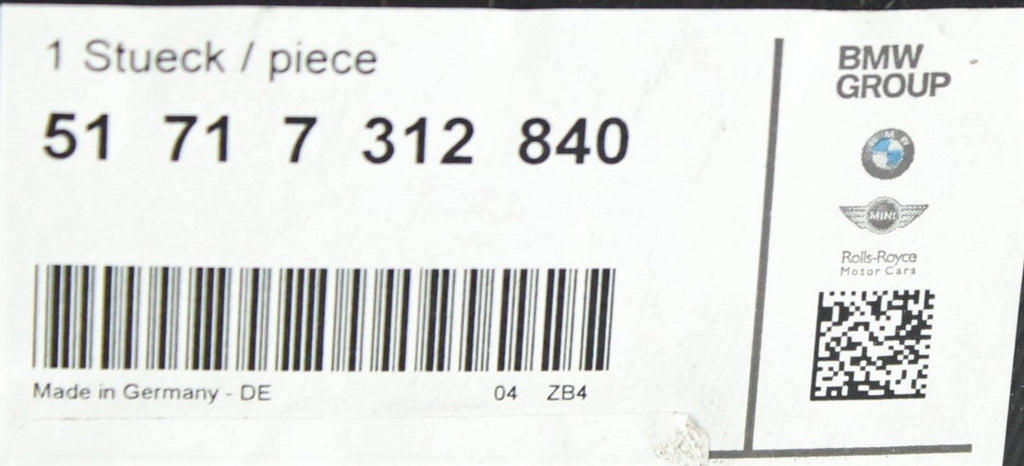 1 Stueck / piece
51 71 7 312 840
Made in Germany - DE 04 ZB4
BMW
GROUP
BMW
MINI
Rolls-Royce
Motor Cars